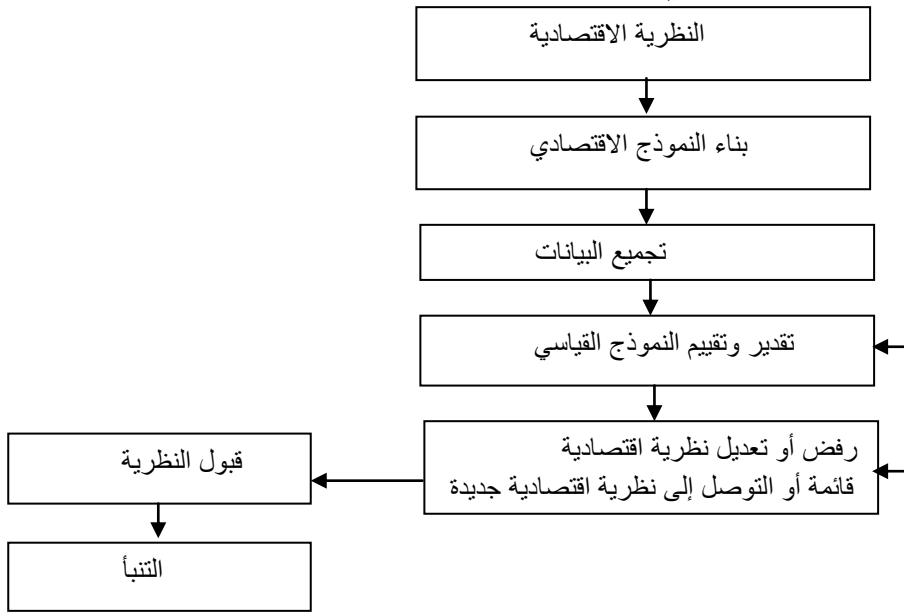 النظرية الاقتصادية
بناء النموذج الاقتصادي
تجميع البيانات
تقدير وتقييم النموذج القياسي
رفض أو تعديل نظرية اقتصادية
قائمة أو التوصل إلى نظرية اقتصادية جديدة
قبول النظرية
التنبأ